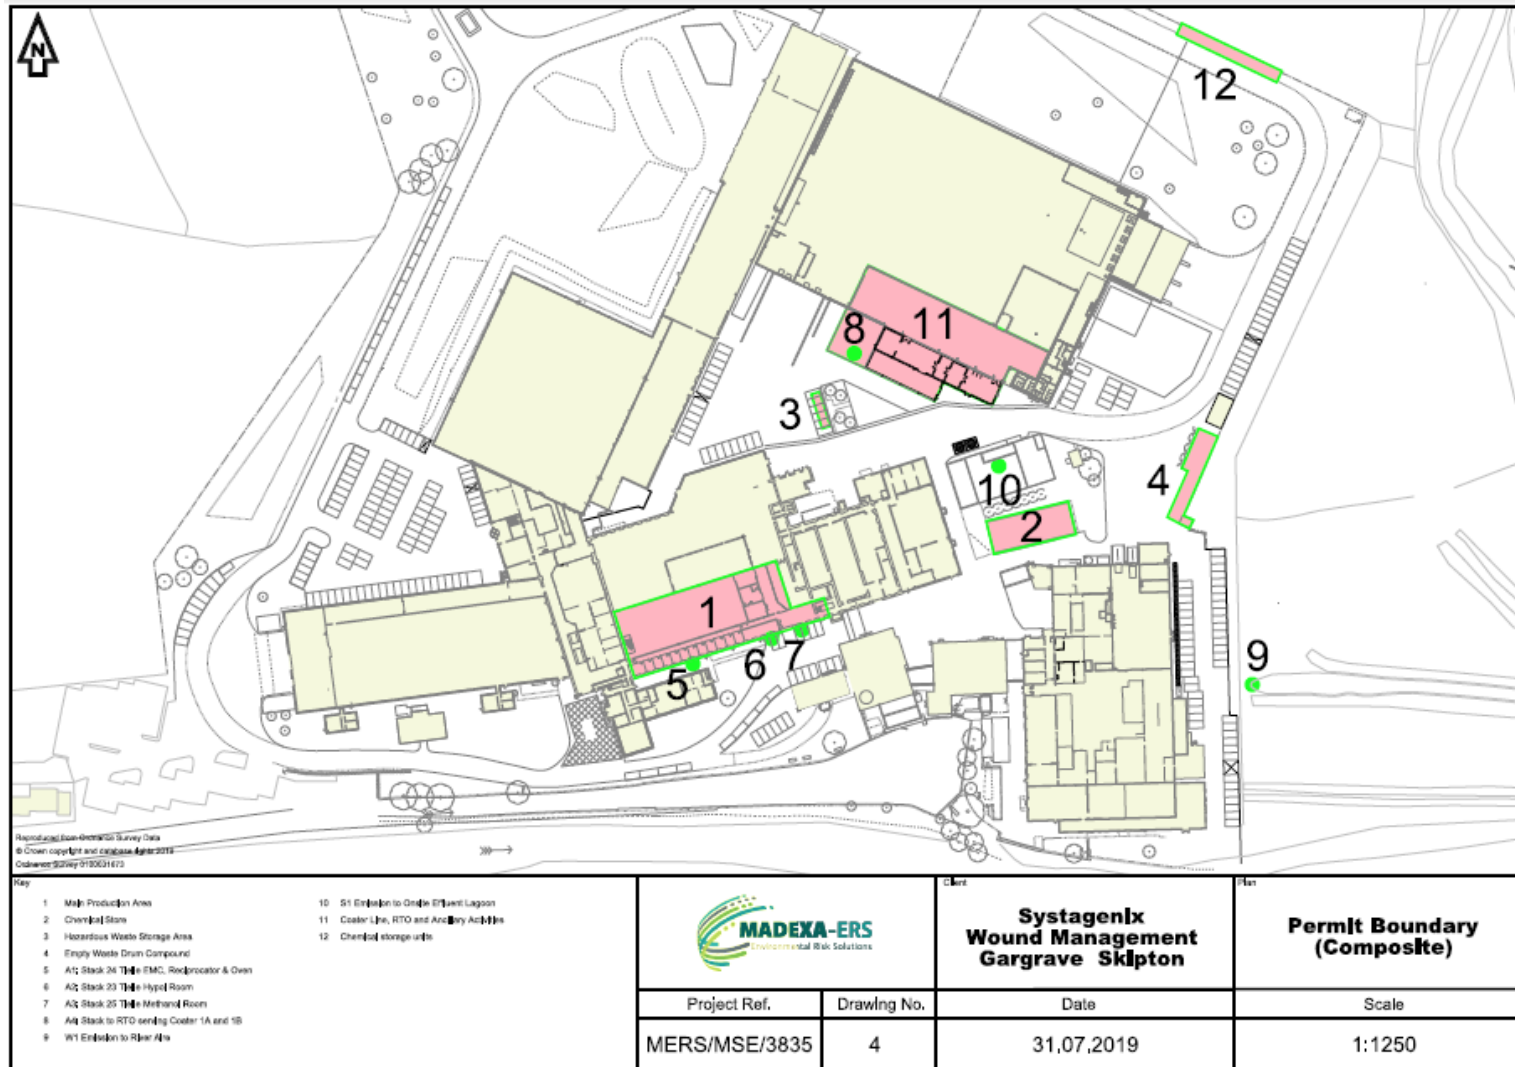 N
12
8
11
3
4
10
2
1
9
7
6
5
Reproduced from Ordnance Survey Data
© Crown copyright and database rights 2019
Ordnance Survey 0100031673
Key
1 Main Production Area
2 Chemical Store
3 Hazardous Waste Storage Area
4 Empty Waste Drum Compound
5 A1; Stack 24 Tielle EMC, Reciprocator & Oven
6 A2; Stack 23 Tielle Hypol Room
7 A3; Stack 25 Tielle Methanol Room
8 A4; Stack to RTO serving Coater 1A and 1B
9 W1 Emission to River Aire
10 S1 Emission to Onsite Effluent Lagoon
11 Coater Line, RTO and Ancillary Activities
12 Chemical storage units
MADEXA-ERS
Environmental Risk Solutions
Client
Systagenix
Wound Management
Gargrave Skipton
Plan
Permit Boundary
(Composite)
Project Ref.
Drawing No.
Date
Scale
MERS/MSE/3835
4
31.07.2019
1:1250